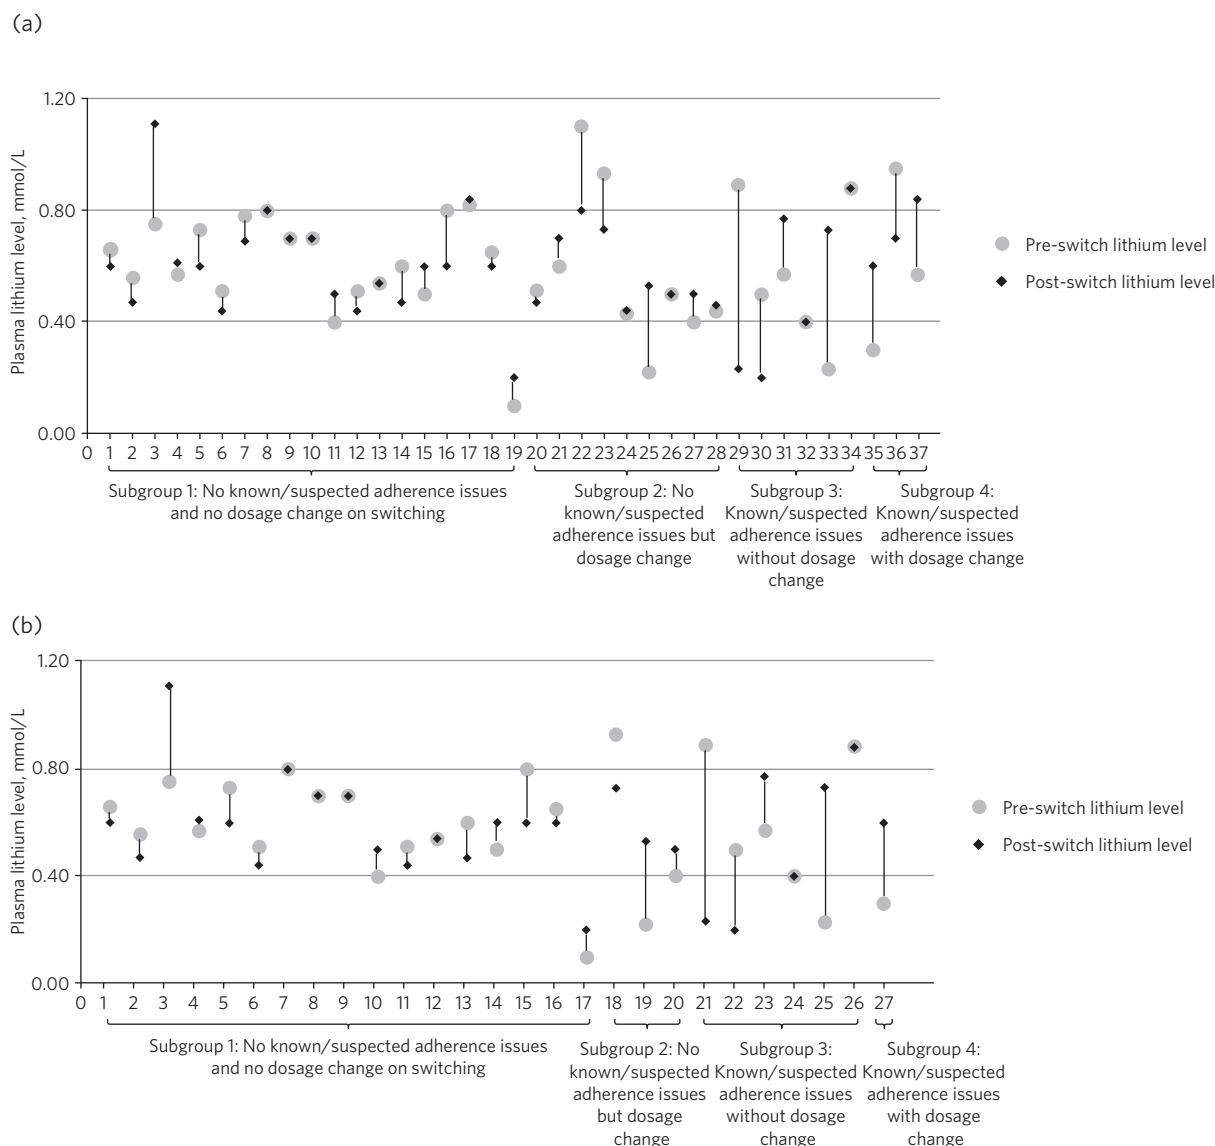 (a)
1.20
0.80
0.40
0.00
Plasma lithium level, mmol/L
0 1 2 3 4 5 6 7 8 9 10 11 12 13 14 15 16 17 18 19 20 21 22 23 24 25 26 27 28 29 30 31 32 33 34 35 36 37
Pre-switch lithium level
Post-switch lithium level
Subgroup 1: No known/suspected adherence issues
and no dosage change on switching
Subgroup 2: No
known/suspected
adherence issues but
dosage change
Subgroup 3:
Known/suspected
adherence issues
without dosage
change
Subgroup 4:
Known/suspected
adherence issues
with dosage change
(b)
1.20
0.80
0.40
0.00
Plasma lithium level, mmol/L
0 1 2 3 4 5 6 7 8 9 10 11 12 13 14 15 16 17 18 19 20 21 22 23 24 25 26 27
Pre-switch lithium level
Post-switch lithium level
Subgroup 1: No known/suspected adherence issues
and no dosage change on switching
Subgroup 2: No
known/suspected
adherence issues
but dosage
change
Subgroup 3:
Known/suspected
adherence issues
without dosage
change
Subgroup 4:
Known/suspected
adherence issues
with dosage
change